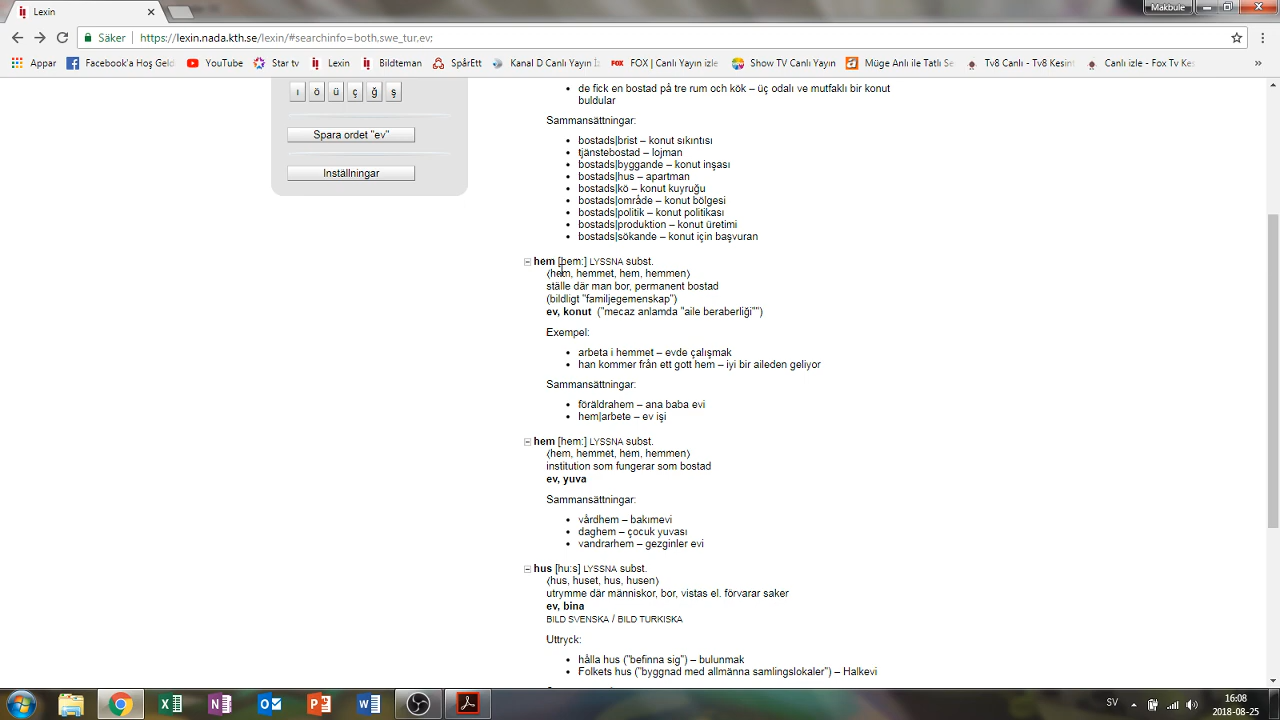 Lexin
Makbule
Säker https://lexin.nada.kth.se/lexin/#searchinfo=both,swe_tur,ev;
Appar Facebook'a Hoş Geld YouTube Star tv Lexin Bildteman SpårEtt Kanal D Canlı Yayın İz FOX | Canlı Yayın izle Show TV Canlı Yayın Müge Anlı ile Tatlı Se Tv8 Canlı - Tv8 Kesint Canlı izle - Fox Tv Kes »
ı ö ü ç ğ ş
Spara ordet "ev"
Inställningar
de fick en bostad på tre rum och kök – üç odalı ve mutfaklı bir konut
buldular
Sammansättningar:
bostads|brist – konut sıkıntısı
tjänstebostad – lojman
bostads|byggande – konut inşası
bostads|hus – apartman
bostads|kö – konut kuyruğu
bostads|område – konut bölgesi
bostads|politik – konut politikası
bostads|produktion – konut üretimi
bostads|sökande – konut için başvuran
hem [hem:] LYSSNA subst.
⟨hem, hemmet, hem, hemmen⟩
ställe där man bor, permanent bostad
(bildligt "familjegemenskap")
ev, konut ("mecaz anlamda "aile beraberliği"")
Exempel:
arbeta i hemmet – evde çalışmak
han kommer från ett gott hem – iyi bir aileden geliyor
Sammansättningar:
föräldrahem – ana baba evi
hem|arbete – ev işi
hem [hem:] LYSSNA subst.
⟨hem, hemmet, hem, hemmen⟩
institution som fungerar som bostad
ev, yuva
Sammansättningar:
vårdhem – bakımevi
daghem – çocuk yuvası
vandrarhem – gezginler evi
hus [hu:s] LYSSNA subst.
⟨hus, huset, hus, husen⟩
utrymme där människor, bor, vistas el. förvarar saker
ev, bina
BILD SVENSKA / BILD TURKISKA
Uttryck:
hålla hus ("befinna sig") – bulunmak
Folkets hus ("byggnad med allmänna samlingslokaler") – Halkevi
SV 16:08
2018-08-25